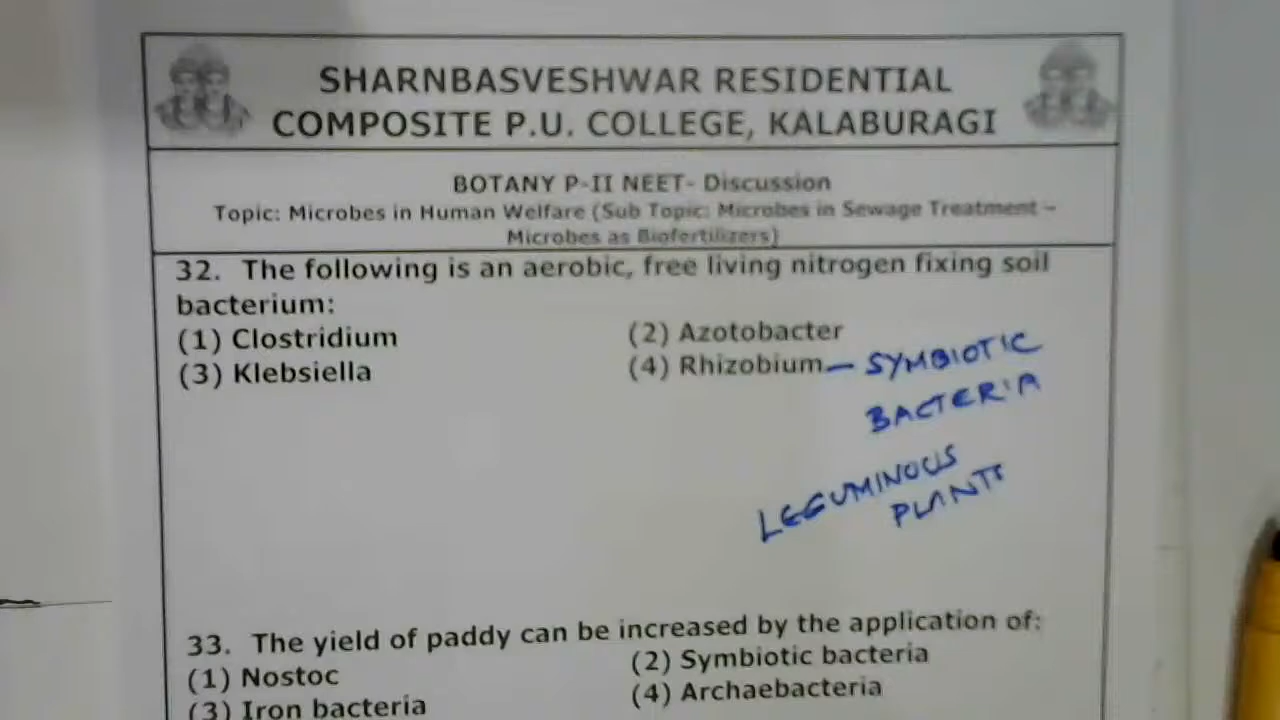 SHARNBASVESHWAR RESIDENTIAL
COMPOSITE P.U. COLLEGE, KALABURAGI
BOTANY P-II NEET- Discussion
Topic: Microbes in Human Welfare (Sub Topic: Microbes in Sewage Treatment –
Microbes as Biofertilizers)
32. The following is an aerobic, free living nitrogen fixing soil
bacterium:
(1) Clostridium (2) Azotobacter
(3) Klebsiella (4) Rhizobium — SYMBIOTIC
BACTERIA
LEGUMINOUS
PLANTS
33. The yield of paddy can be increased by the application of:
(1) Nostoc (2) Symbiotic bacteria
(3) Iron bacteria (4) Archaebacteria